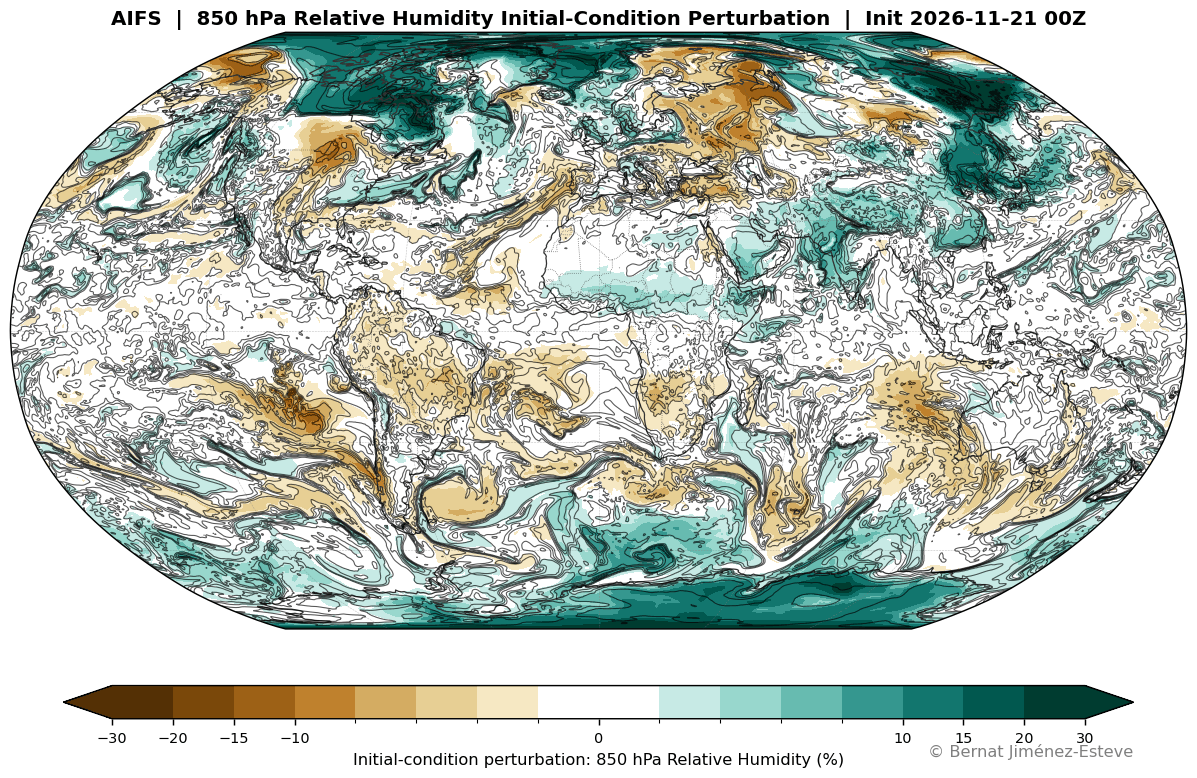 AIFS | 850 hPa Relative Humidity Initial-Condition Perturbation | Init 2026-11-21 00Z
−30 −20 −15 −10 0 10 15 20 30
Initial-condition perturbation: 850 hPa Relative Humidity (%)
© Bernat Jiménez-Esteve